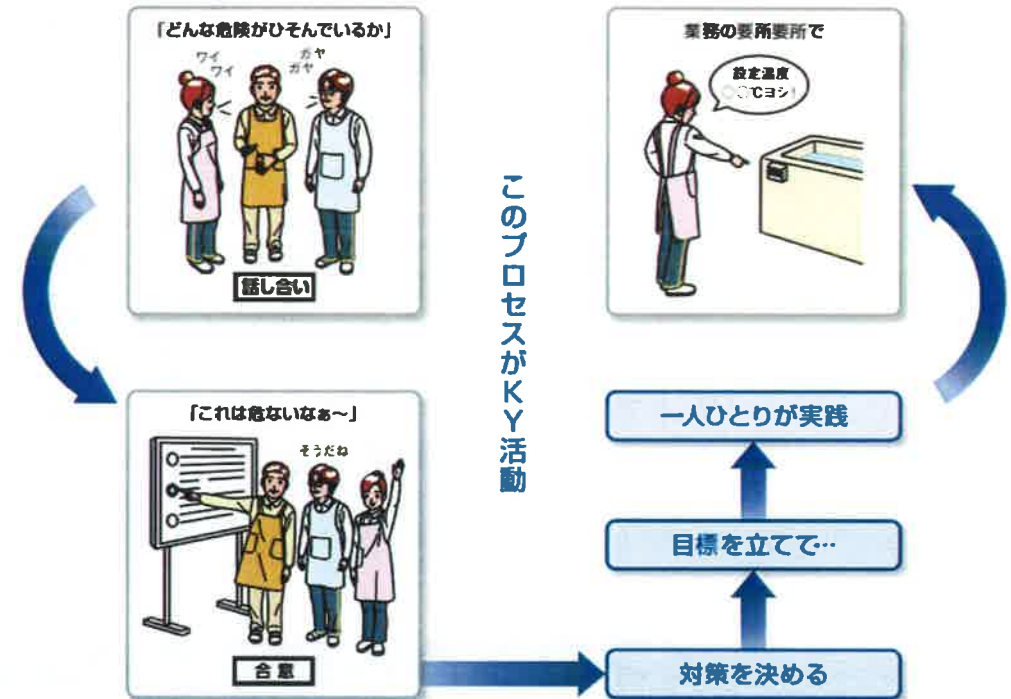 「どんな危険がひそんでいるか」
ワイ
ワイ
ガヤ
ガヤ
話し合い
「これは危ないなぁ〜」
そうだね
合意
このプロセスがKY活動
対策を決める
目標を立てて…
一人ひとりが実践
業務の要所要所で
設定温度
○○℃ヨシ!